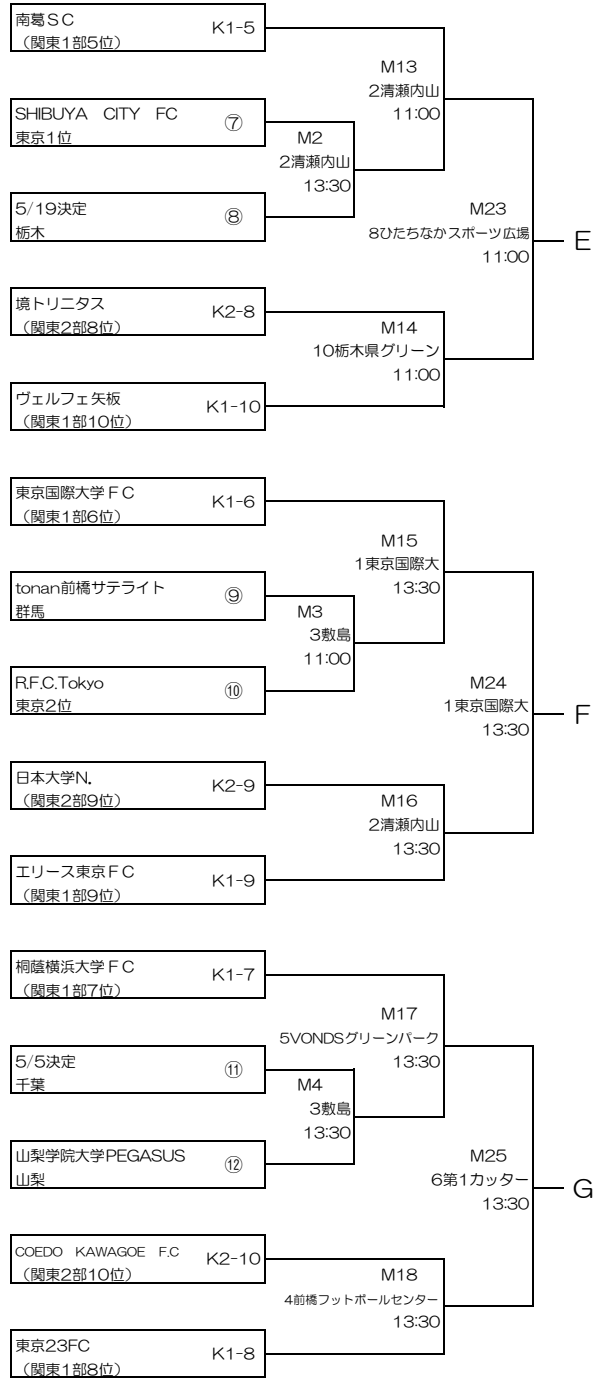 南葛SC
（関東1部5位）
K1-5
M13
2清瀬内山
11:00
SHIBUYA　CITY　FC
東京1位
⑦
M2
2清瀬内山
13:30
5/19決定
栃木
⑧
M23
8ひたちなかスポーツ広場
11:00
E
境トリニタス
（関東2部8位）
K2-8
M14
10栃木県グリーン
11:00
ヴェルフェ矢板
（関東1部10位）
K1-10
東京国際大学ＦＣ
（関東1部6位）
K1-6
M15
1東京国際大
13:30
tonan前橋サテライト
群馬
⑨
M3
3敷島
11:00
R.F.C.Tokyo
東京2位
⑩
M24
1東京国際大
13:30
F
日本大学N.
（関東2部9位）
K2-9
M16
2清瀬内山
13:30
エリース東京ＦＣ
（関東1部9位）
K1-9
桐蔭横浜大学ＦＣ
（関東1部7位）
K1-7
M17
5VONDSグリーンパーク
13:30
5/5決定
千葉
⑪
M4
3敷島
13:30
山梨学院大学PEGASUS
山梨
⑫
M25
6第1カッター
13:30
G
COEDO　KAWAGOE　F.C
（関東2部10位）
K2-10
M18
4前橋フットボールセンター
13:30
東京23FC
（関東1部8位）
K1-8